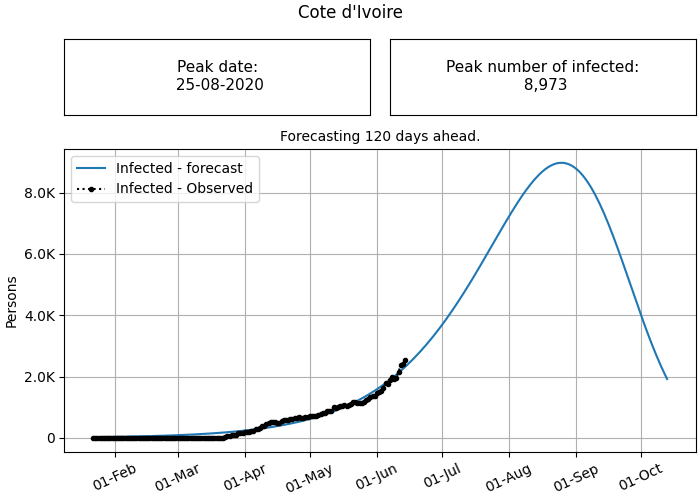 Cote d'Ivoire
Peak date:
25-08-2020
Peak number of infected:
8,973
Forecasting 120 days ahead.
Infected - forecast
Infected - Observed
Persons
8.0K
6.0K
4.0K
2.0K
0
01-Feb
01-Mar
01-Apr
01-May
01-Jun
01-Jul
01-Aug
01-Sep
01-Oct